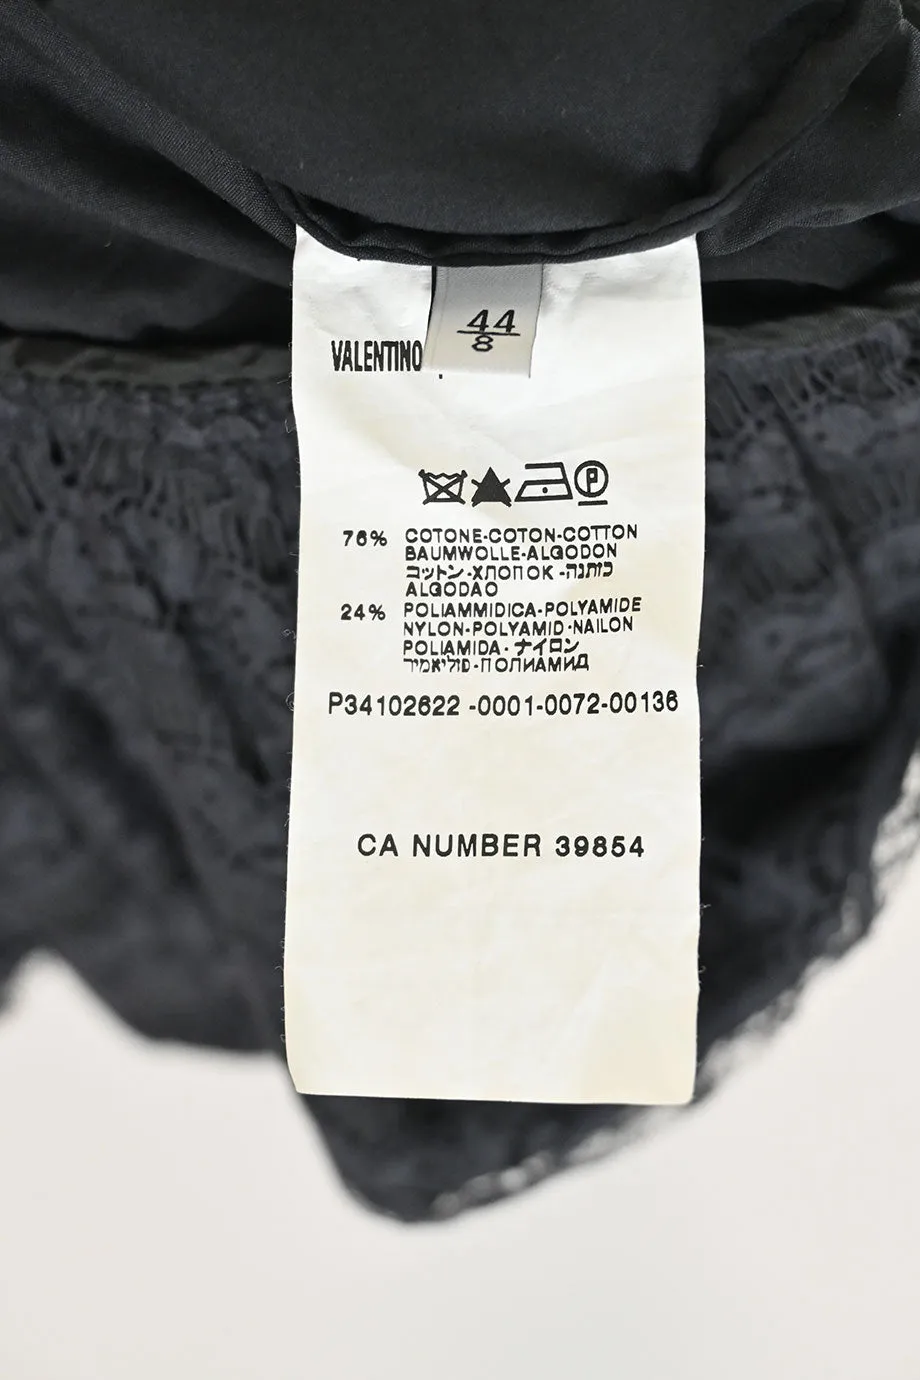 44
8
VALENTINO
P
76% COTONE-COTON-COTTON
BAUMWOLLE-ALGODON
コットン-ХЛОПОК-כותנה
ALGODAO
24% POLIAMMIDICA-POLYAMIDE
NYLON-POLYAMID-NAILON
POLIAMIDA-ナイロン
פוליאמיד-ПОЛИАМИД
P34102622 -0001-0072-00136
CA NUMBER 39854